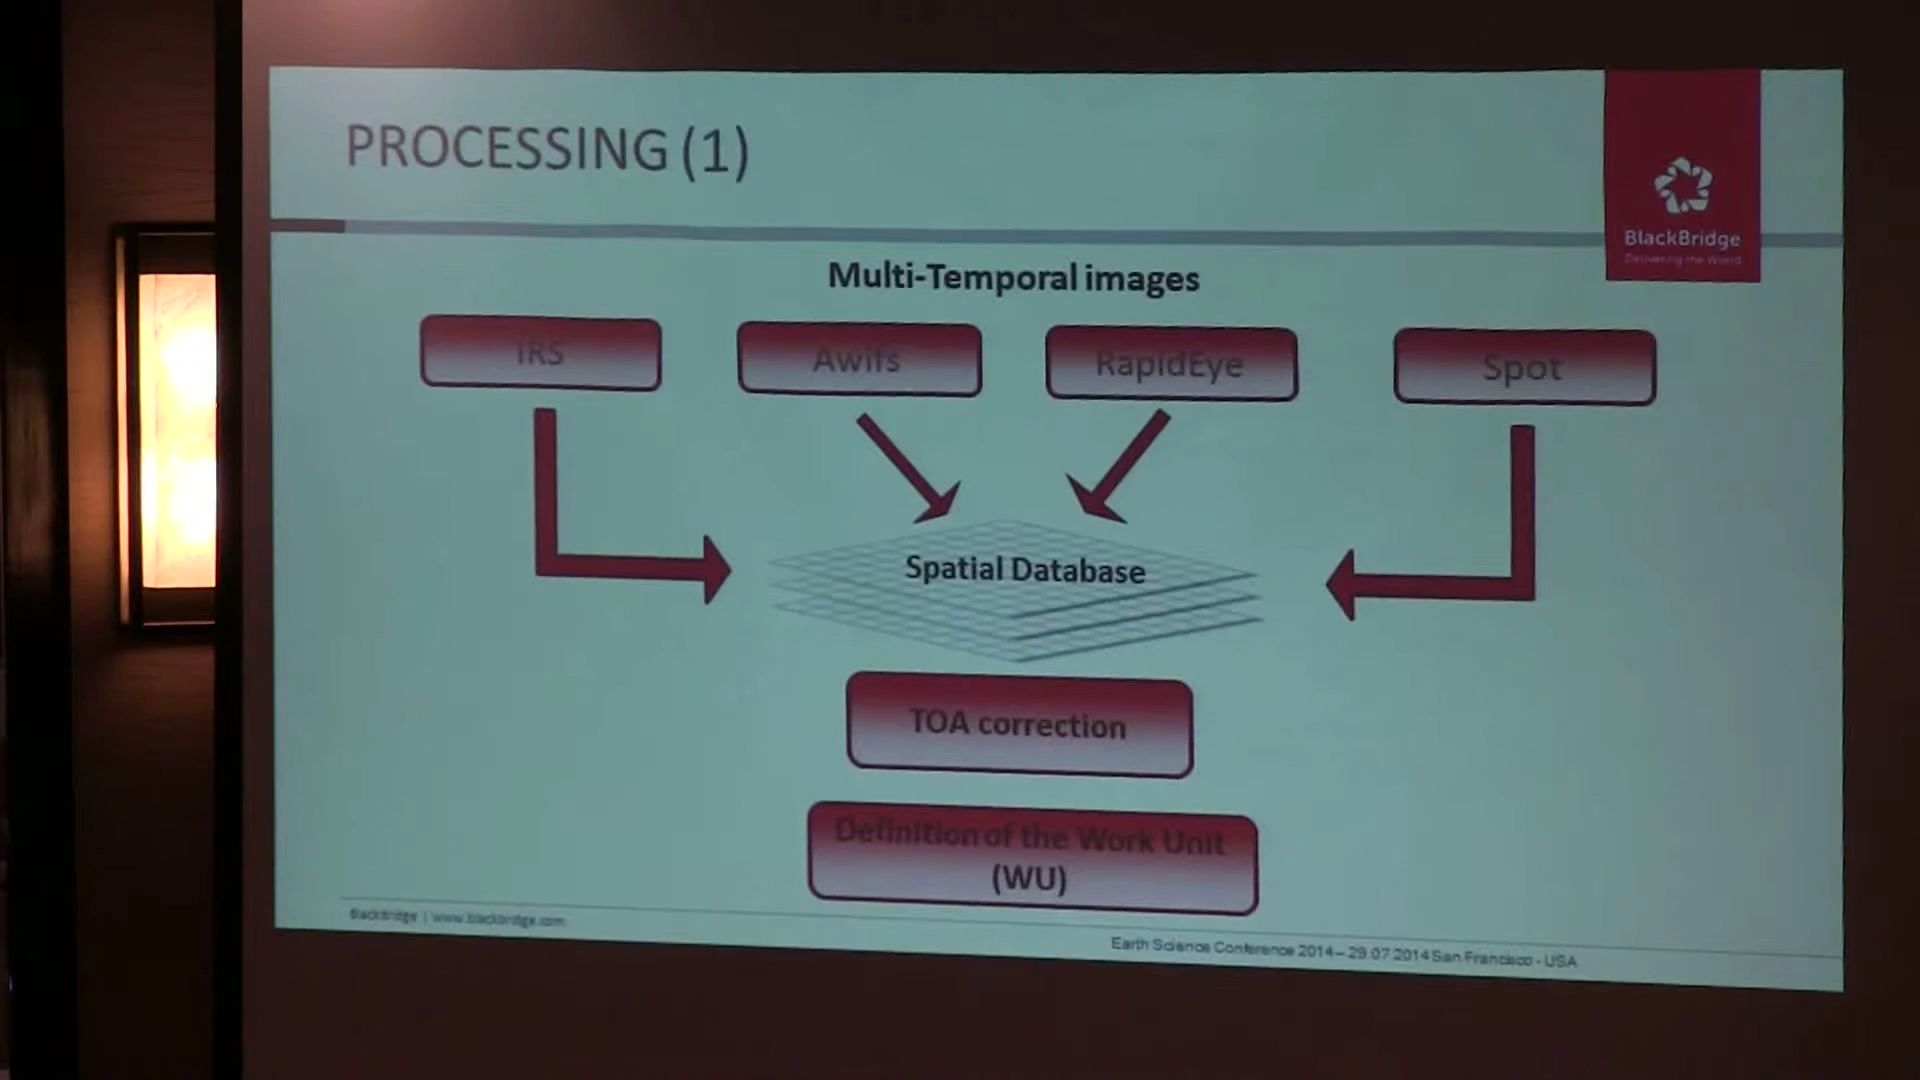 PROCESSING (1)
BlackBridge
Delivering the World
Multi-Temporal images
IRS
Awifs
RapidEye
Spot
Spatial Database
TOA correction
Definition of the Work Unit
(WU)
Blackbridge | www.blackbridge.com
Earth Science Conference 2014 – 29.07.2014 San Francisco - USA